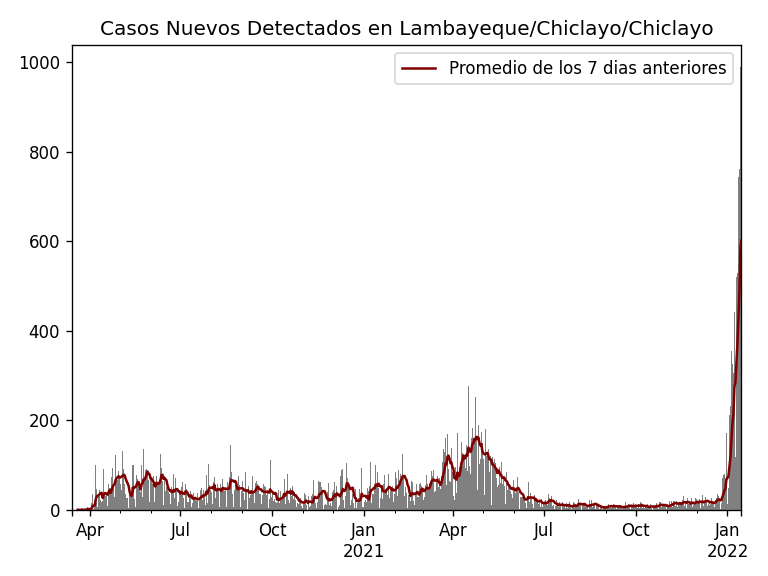 Casos Nuevos Detectados en Lambayeque/Chiclayo/Chiclayo
Promedio de los 7 dias anteriores
1000
800
600
400
200
0
Apr Jul Oct Jan Apr Jul Oct Jan
2021 2022